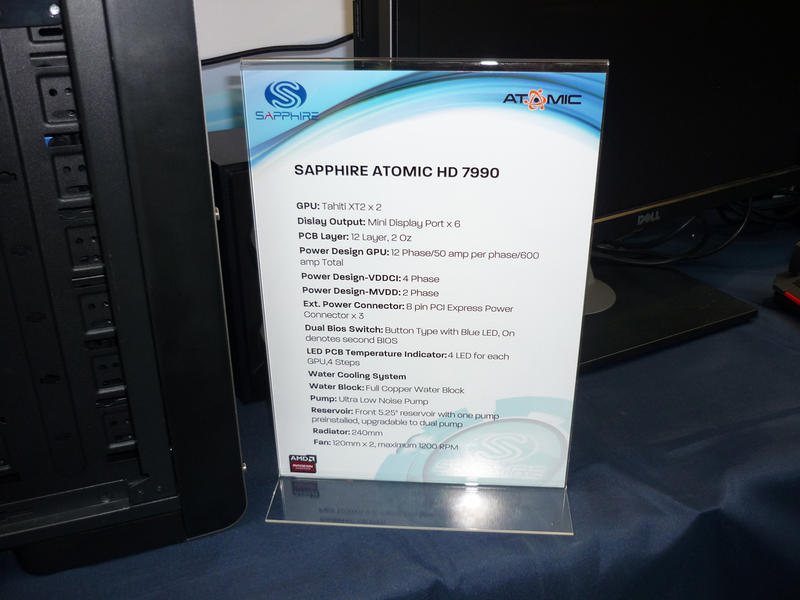 SAPPHIRE
ATOMIC
SAPPHIRE ATOMIC HD 7990
GPU: Tahiti XT2 x 2
Dislay Output: Mini Display Port x 6
PCB Layer: 12 Layer, 2 Oz
Power Design GPU: 12 Phase/50 amp per phase/600
amp Total
Power Design-VDDCI: 4 Phase
Power Design-MVDD: 2 Phase
Ext. Power Connector: 8 pin PCI Express Power
Connector x 3
Dual Bios Switch: Button Type with Blue LED, On
denotes second BIOS
LED PCB Temperature Indicator: 4 LED for each
GPU,4 Steps
Water Cooling System
Water Block: Full Copper Water Block
Pump: Ultra Low Noise Pump
Reservoir: Front 5.25" reservoir with one pump
preinstalled, upgradable to dual pump
Radiator: 240mm
Fan: 120mm x 2, maximum 1200 RPM
SAPPHIRE
AMD
RADEON
DELL